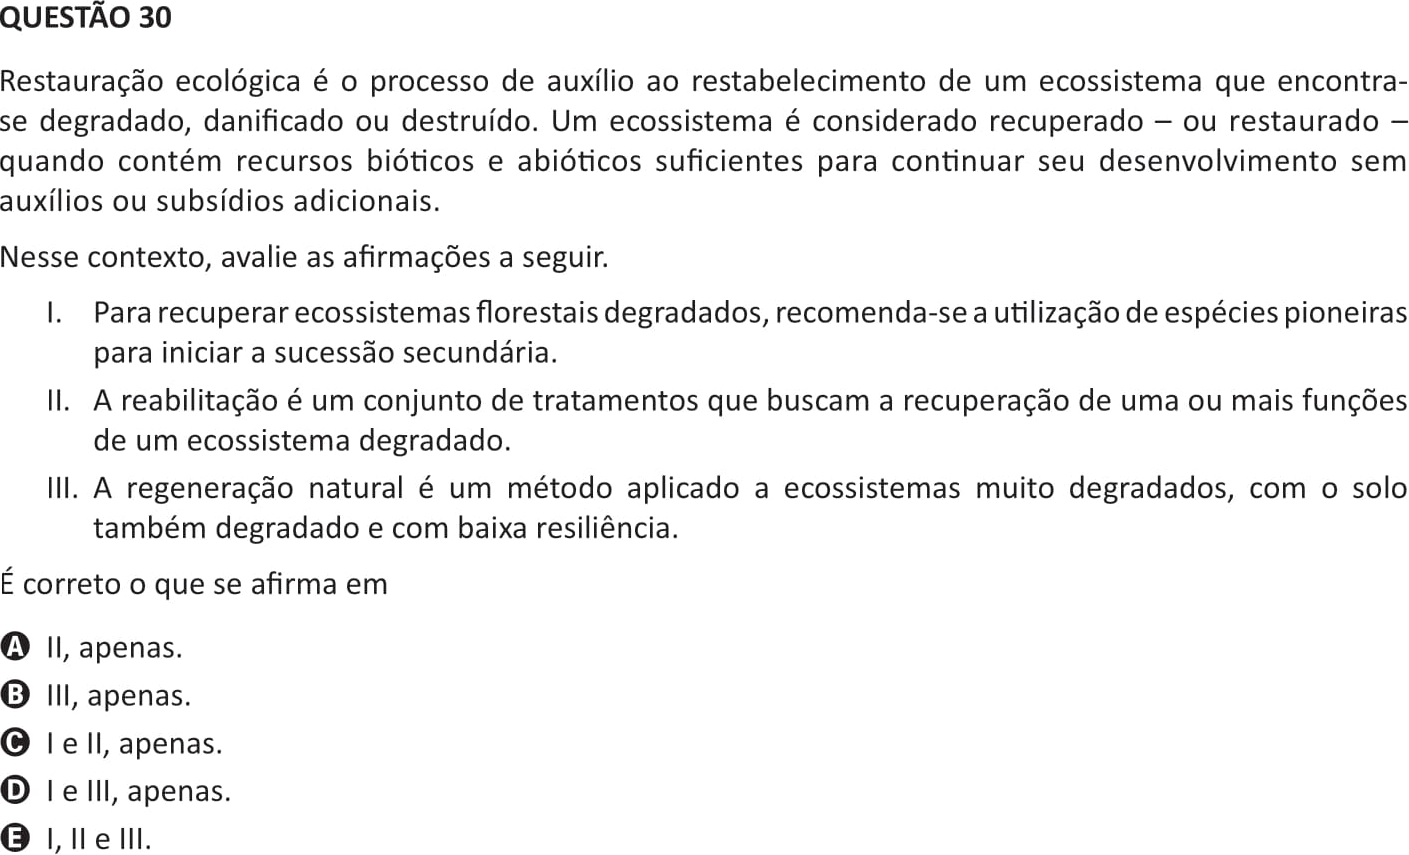 QUESTÃO 30
Restauração ecológica é o processo de auxílio ao restabelecimento de um ecossistema que encontra-
se degradado, danificado ou destruído. Um ecossistema é considerado recuperado – ou restaurado –
quando contém recursos bióticos e abióticos suficientes para continuar seu desenvolvimento sem
auxílios ou subsídios adicionais.
Nesse contexto, avalie as afirmações a seguir.
I. Para recuperar ecossistemas florestais degradados, recomenda-se a utilização de espécies pioneiras
para iniciar a sucessão secundária.
II. A reabilitação é um conjunto de tratamentos que buscam a recuperação de uma ou mais funções
de um ecossistema degradado.
III. A regeneração natural é um método aplicado a ecossistemas muito degradados, com o solo
também degradado e com baixa resiliência.
É correto o que se afirma em
A II, apenas.
B III, apenas.
C I e II, apenas.
D I e III, apenas.
E I, II e III.